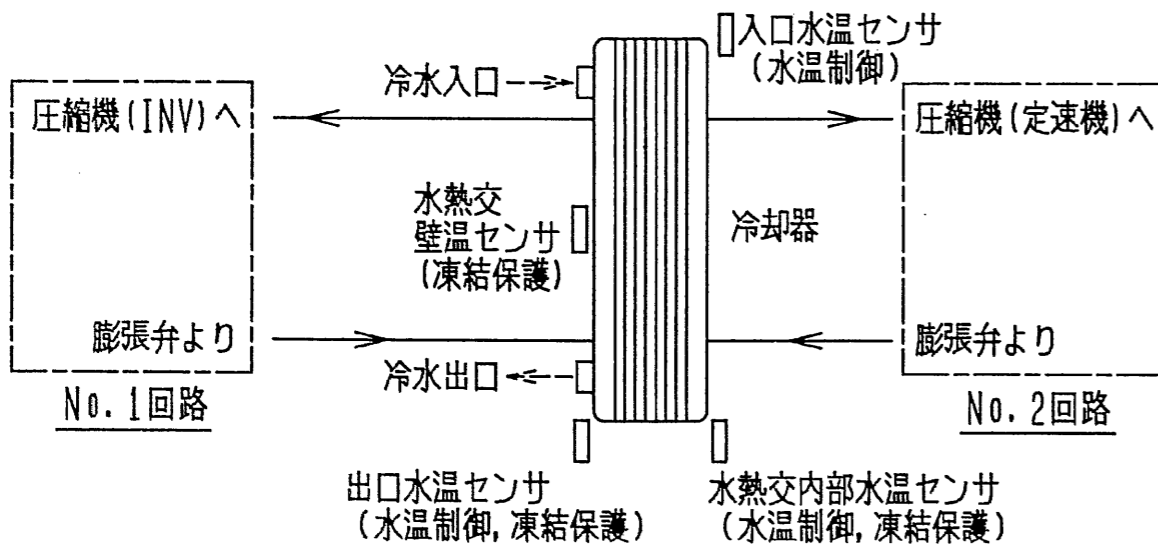 入口水温センサ
(水温制御)
冷水入口
圧縮機(INV)へ
圧縮機(定速機)へ
水熱交
壁温センサ
(凍結保護)
冷却器
膨張弁より
膨張弁より
冷水出口
No.1回路
No.2回路
出口水温センサ
(水温制御,凍結保護)
水熱交内部水温センサ
(水温制御,凍結保護)